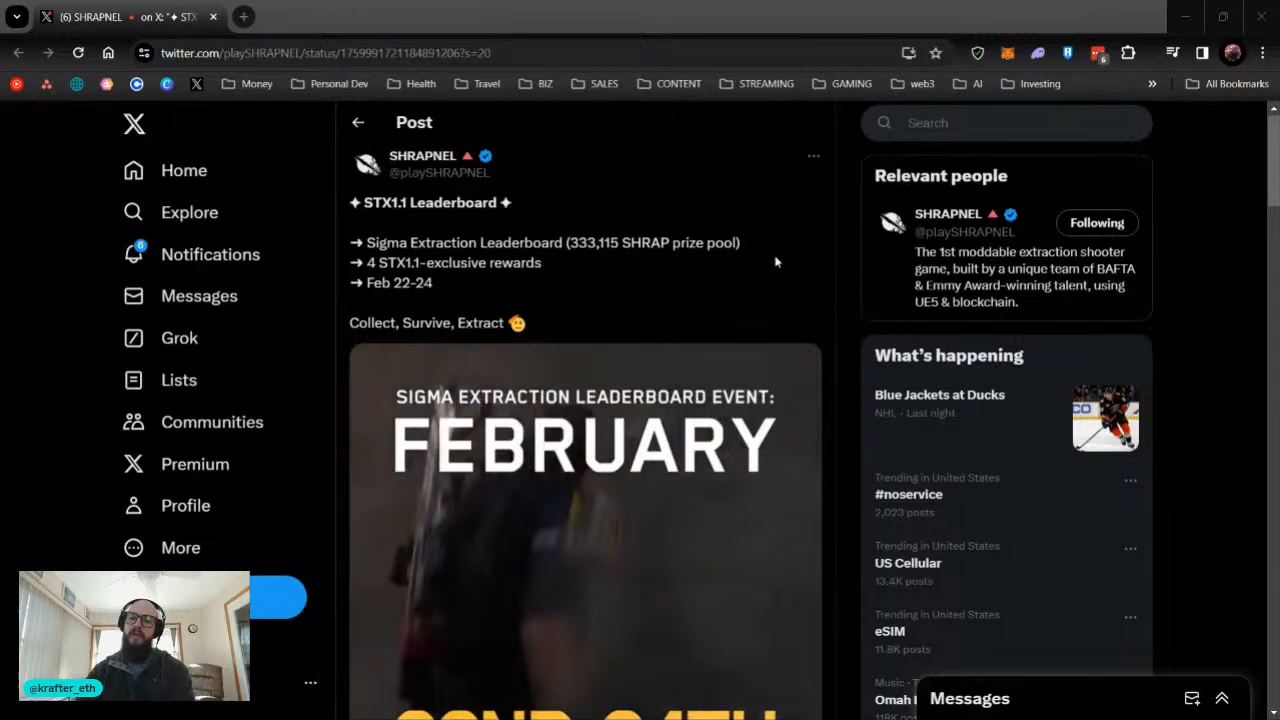 (6) SHRAPNEL 🔺 on X: "✦ STX
twitter.com/playSHRAPNEL/status/1759991721184891206?s=20
6
Money
Personal Dev
Health
Travel
BIZ
SALES
CONTENT
STREAMING
GAMING
web3
AI
Investing
»
All Bookmarks
Home
Explore
6
Notifications
Messages
Grok
Lists
Communities
Premium
Profile
More
@krafter_eth
Post
SHRAPNEL 🔺
@playSHRAPNEL
✦ STX1.1 Leaderboard ✦
➔ Sigma Extraction Leaderboard (333,115 SHRAP prize pool)
➔ 4 STX1.1-exclusive rewards
➔ Feb 22-24
Collect, Survive, Extract 🫡
SIGMA EXTRACTION LEADERBOARD EVENT:
FEBRUARY
22ND-24TH
Search
Relevant people
SHRAPNEL 🔺
@playSHRAPNEL
Following
The 1st moddable extraction shooter
game, built by a unique team of BAFTA
& Emmy Award-winning talent, using
UE5 & blockchain.
What's happening
Blue Jackets at Ducks
NHL · Last night
Trending in United States
#noservice
2,023 posts
Trending in United States
US Cellular
13.4K posts
Trending in United States
eSIM
11.8K posts
Music ·
Omah
Messages